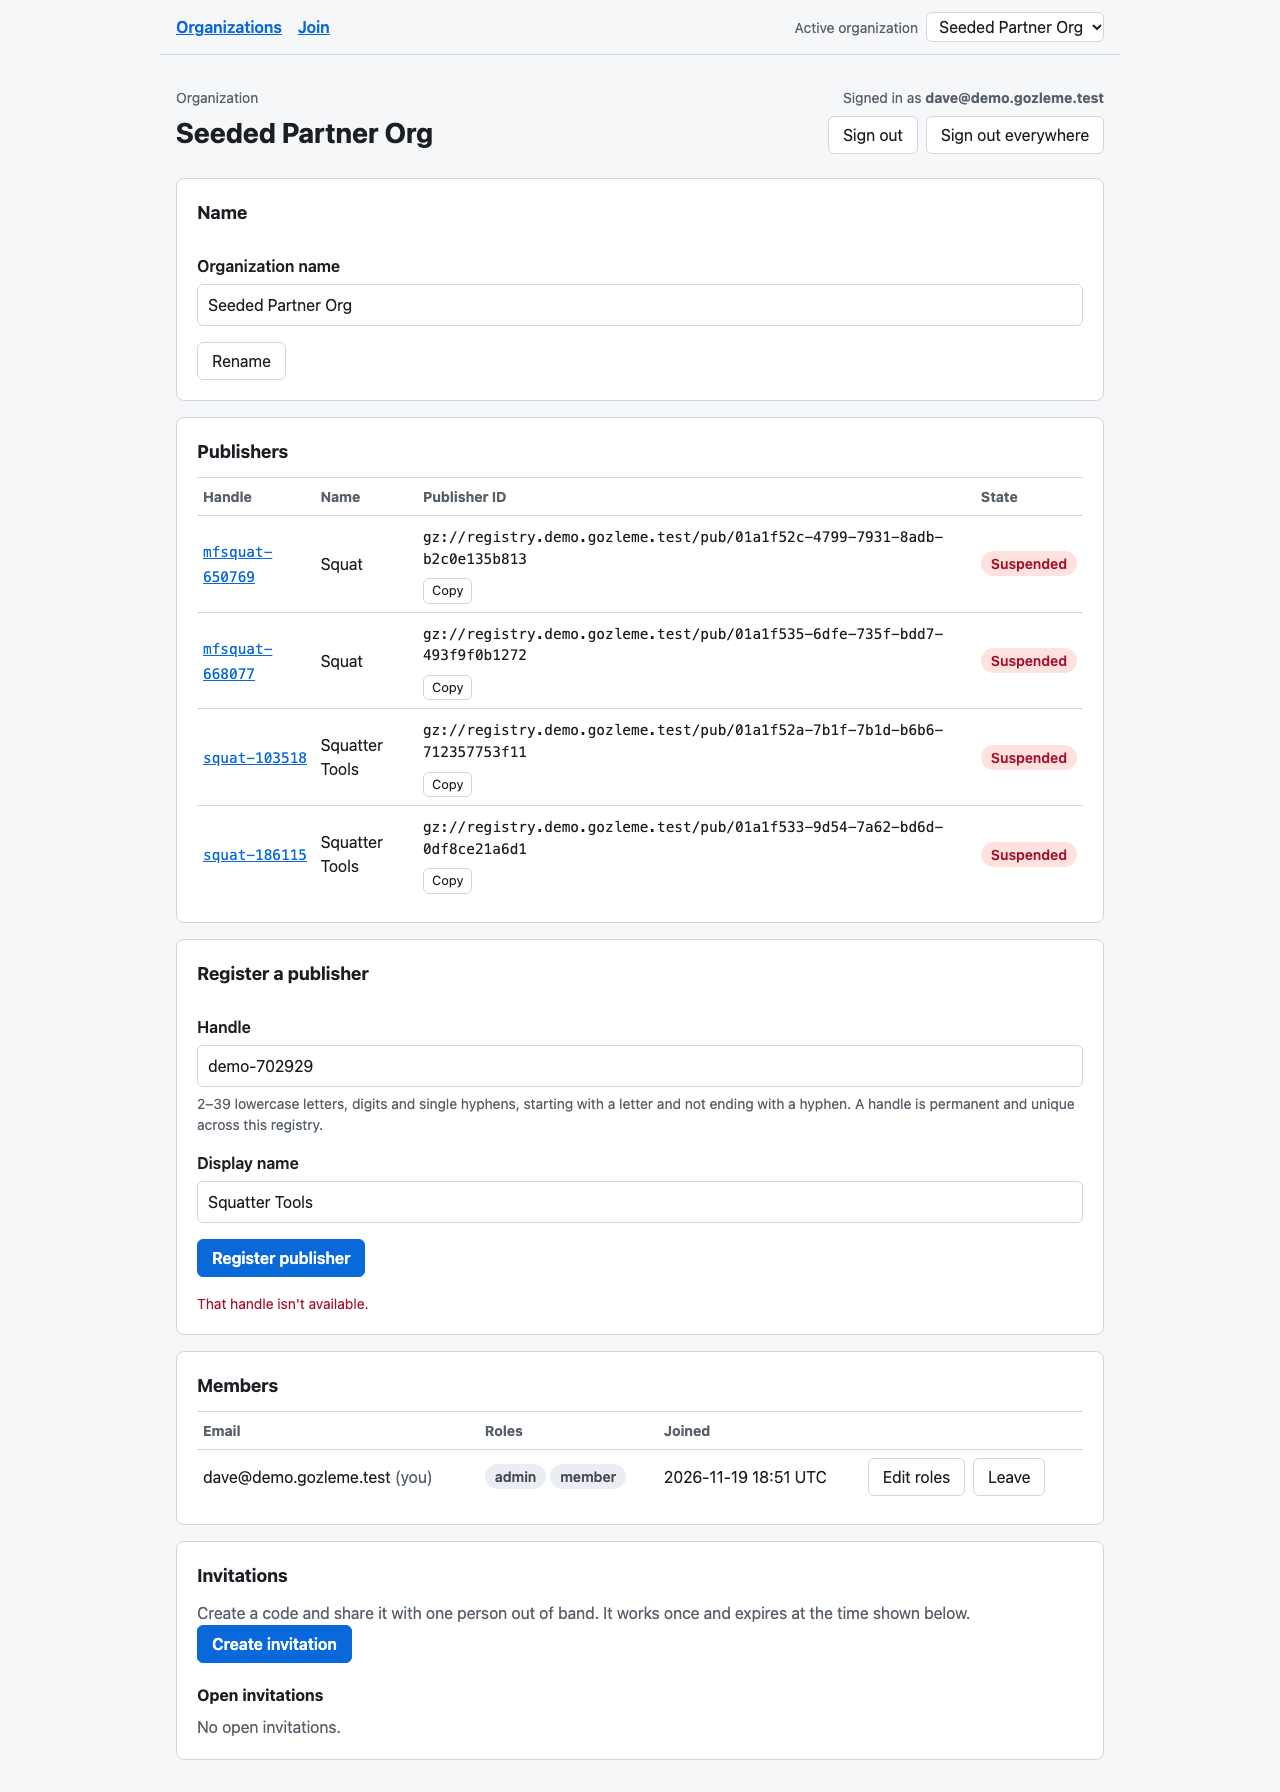 Organizations Join Active organization Seeded Partner Org
Organization Signed in as dave@demo.gozleme.test
Seeded Partner Org Sign out Sign out everywhere
Name
Organization name
Seeded Partner Org
Rename
Publishers
Handle Name Publisher ID State
mfsquat-650769 Squat gz://registry.demo.gozleme.test/pub/01a1f52c-4799-7931-8adb-b2c0e135b813 Suspended
Copy
mfsquat-668077 Squat gz://registry.demo.gozleme.test/pub/01a1f535-6dfe-735f-bdd7-493f9f0b1272 Suspended
Copy
squat-103518 Squatter Tools gz://registry.demo.gozleme.test/pub/01a1f52a-7b1f-7b1d-b6b6-712357753f11 Suspended
Copy
squat-186115 Squatter Tools gz://registry.demo.gozleme.test/pub/01a1f533-9d54-7a62-bd6d-0df8ce21a6d1 Suspended
Copy
Register a publisher
Handle
demo-702929
2–39 lowercase letters, digits and single hyphens, starting with a letter and not ending with a hyphen. A handle is permanent and unique
across this registry.
Display name
Squatter Tools
Register publisher
That handle isn't available.
Members
Email Roles Joined
dave@demo.gozleme.test (you) admin member 2026-11-19 18:51 UTC Edit roles Leave
Invitations
Create a code and share it with one person out of band. It works once and expires at the time shown below.
Create invitation
Open invitations
No open invitations.